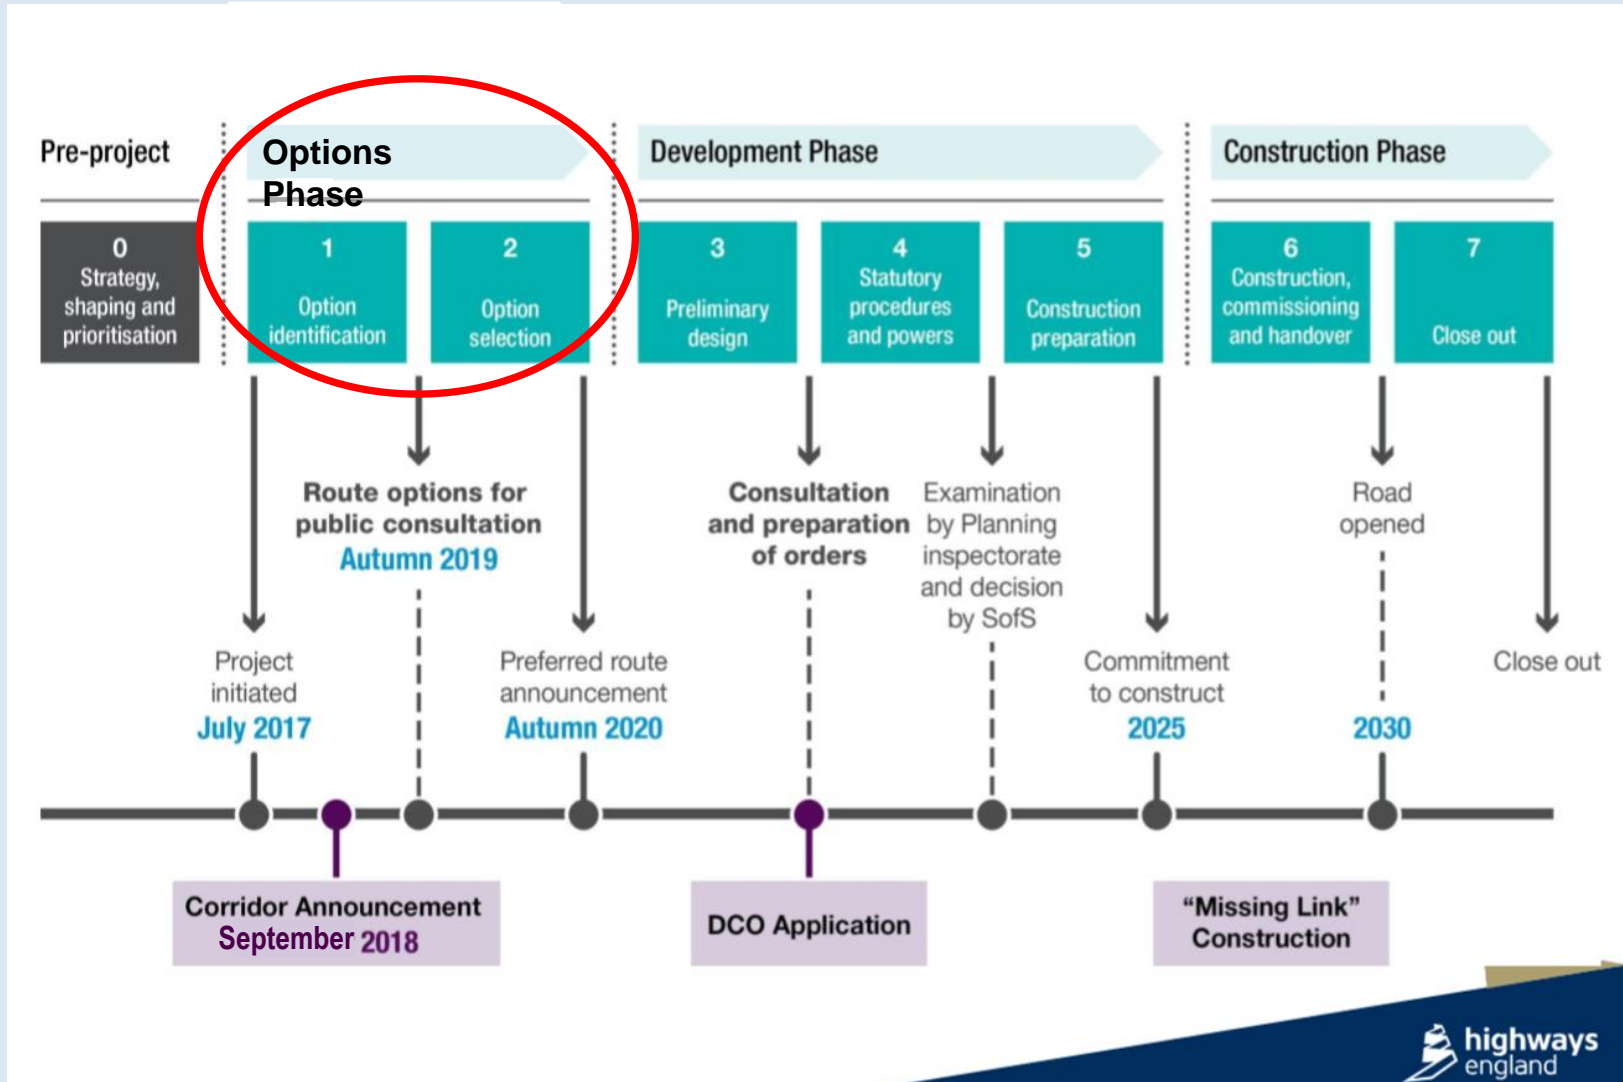 Pre-project
Options
Phase
Development Phase
Construction Phase
0
Strategy,
shaping and
prioritisation
1
Option
identification
2
Option
selection
3
Preliminary
design
4
Statutory
procedures
and powers
5
Construction
preparation
6
Construction,
commissioning
and handover
7
Close out
Route options for
public consultation
Autumn 2019
Consultation
and preparation
of orders
Examination
by Planning
inspectorate
and decision
by SofS
Road
opened
Project
initiated
July 2017
Preferred route
announcement
Autumn 2020
Commitment
to construct
2025
2030
Close out
Corridor Announcement
September 2018
DCO Application
“Missing Link”
Construction
highways
england